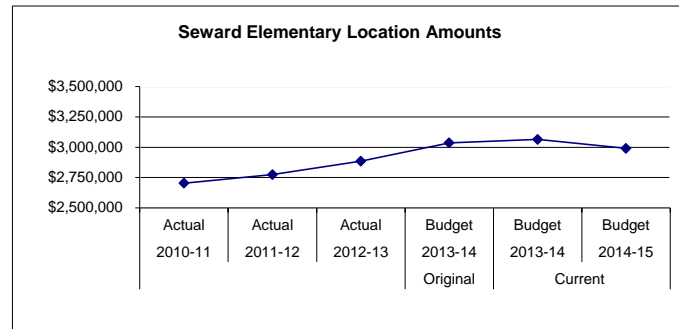 Seward Elementary Location Amounts
$3,500,000
$3,250,000
$3,000,000
$2,750,000
$2,500,000
Actual Actual Actual Budget Budget Budget
2010-11 2011-12 2012-13 2013-14 2013-14 2014-15
Original Current